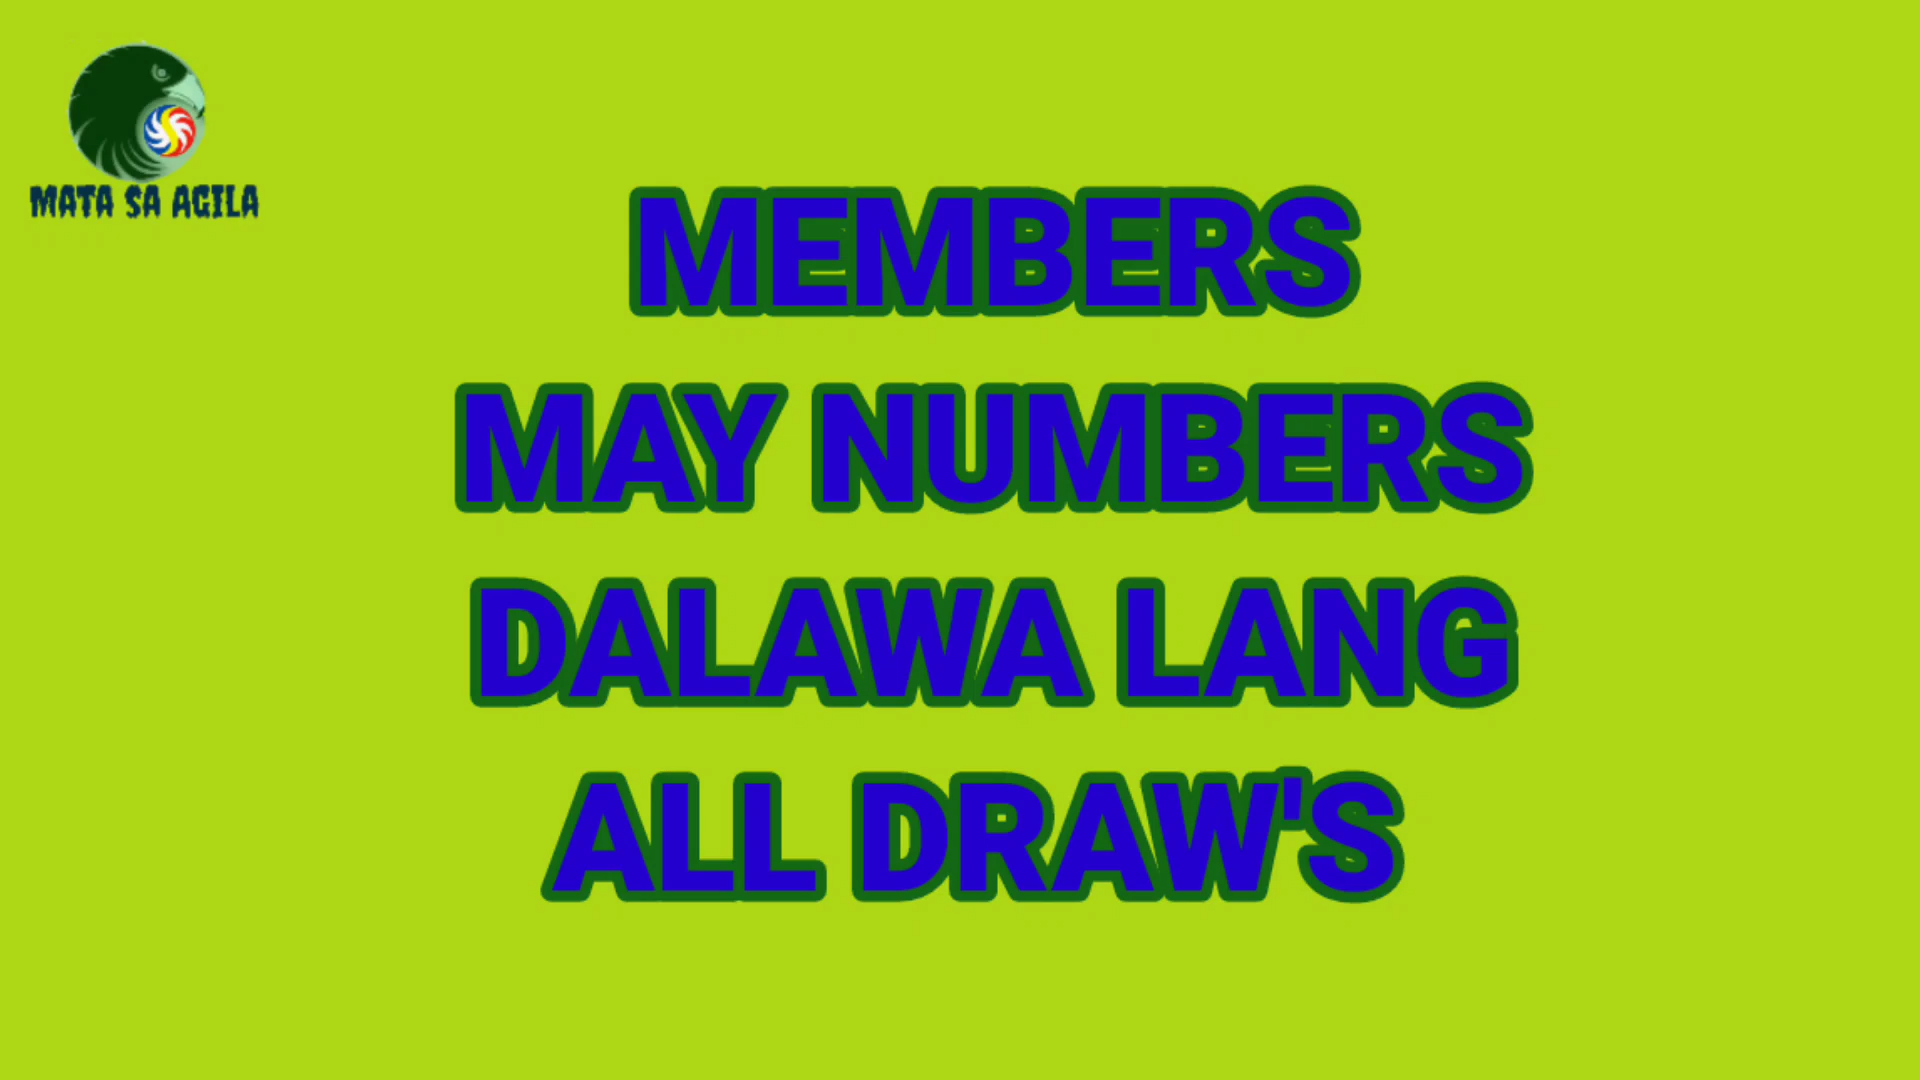 MATA SA AGILA
MEMBERS
MAY NUMBERS
DALAWA LANG
ALL DRAW'S